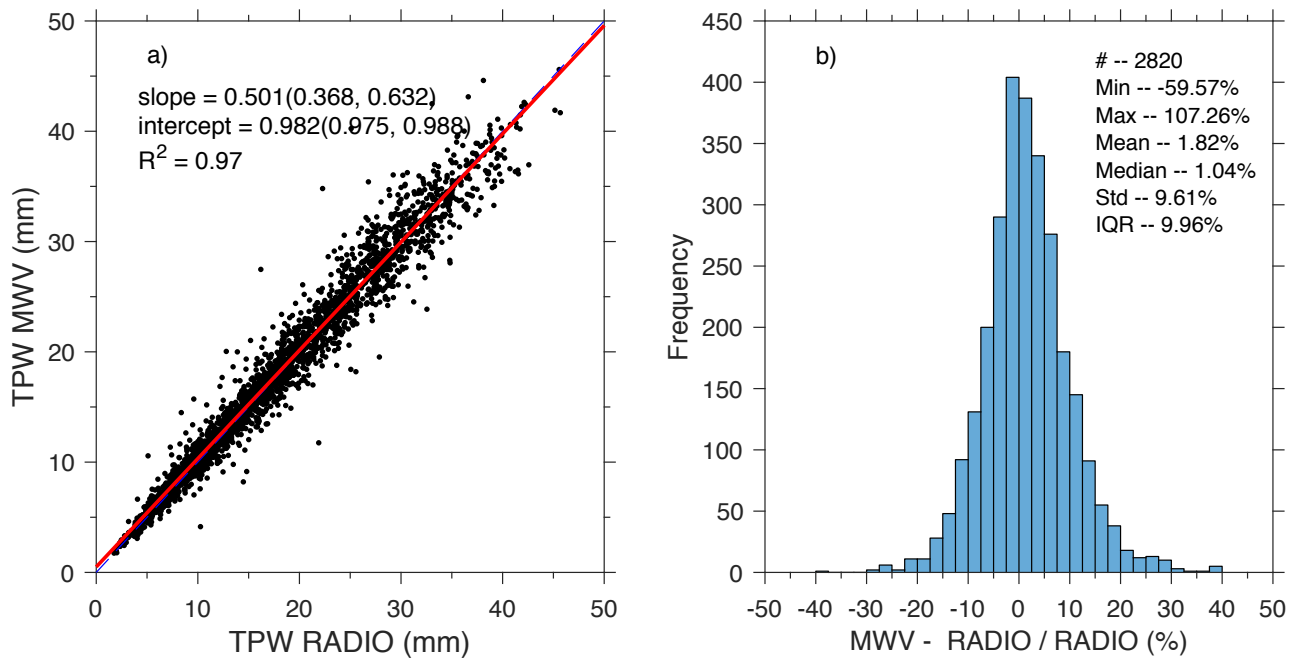 a)
slope = 0.501(0.368, 0.632)
intercept = 0.982(0.975, 0.988)
R² = 0.97
TPW MWV (mm)
50
40
30
20
10
0
0 10 20 30 40 50
TPW RADIO (mm)
b)
# -- 2820
Min -- -59.57%
Max -- 107.26%
Mean -- 1.82%
Median -- 1.04%
Std -- 9.61%
IQR -- 9.96%
Frequency
450
400
350
300
250
200
150
100
50
0
-50 -40 -30 -20 -10 0 10 20 30 40 50
MWV - RADIO / RADIO (%)